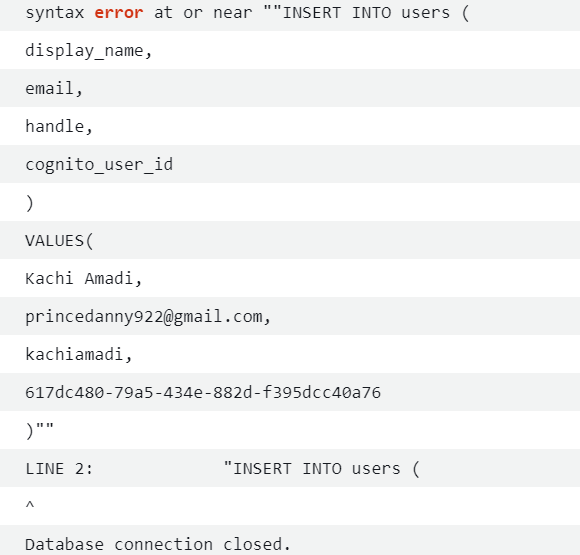 syntax error at or near ""INSERT INTO users (
display_name,
email,
handle,
cognito_user_id
)
VALUES(
Kachi Amadi,
princedanny922@gmail.com,
kachiamadi,
617dc480-79a5-434e-882d-f395dcc40a76
)""
LINE 2:             "INSERT INTO users (
^
Database connection closed.